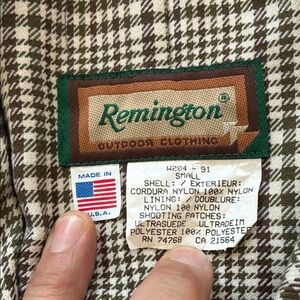 Remington®
OUTDOOR CLOTHING
MADE IN
U.S.A.
W204 - 91
SMALL
SHELL: / EXTERIEUR:
CORDURA NYLON 100% NYLON
LINING: / DOUBLURE:
NYLON 100 NYLON
SHOOTING PATCHES:
ULTRASUEDE ULTRADEIM
POLYESTER 100% POLYESTER
RN 74768 CA 21564